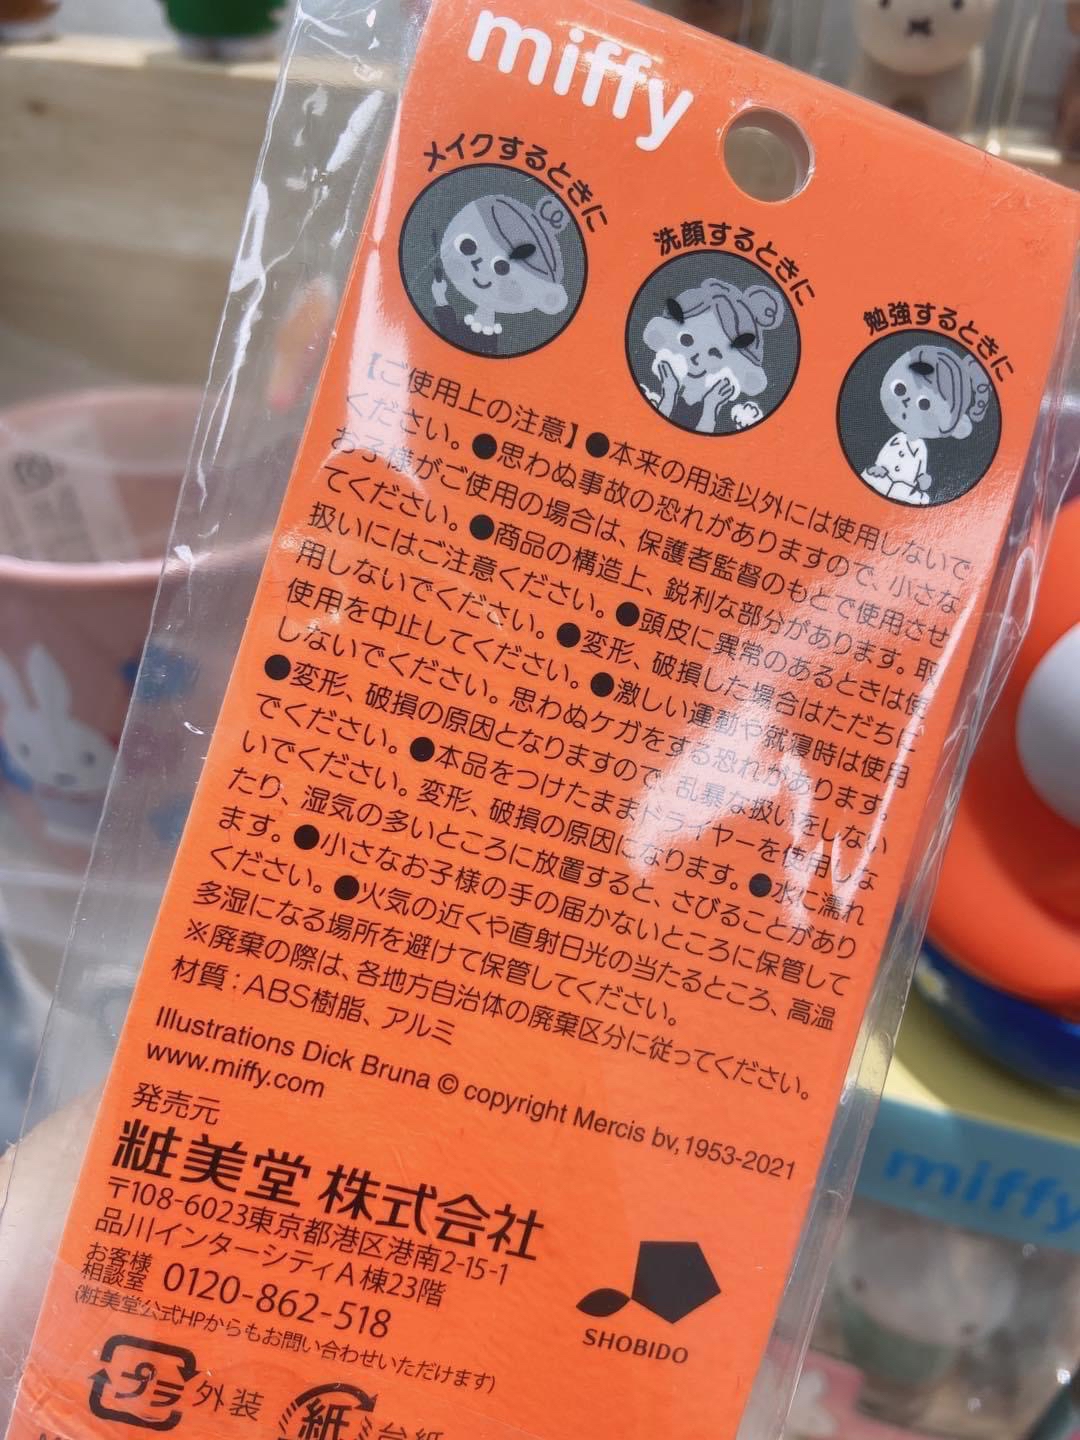 miffy
メイクするときに
洗顔するときに
勉強するときに
【ご使用上の注意】●本来の用途以外には使用しないで
ください。●思わぬ事故の恐れがありますので、小さな
お子様がご使用の場合は、保護者監督のもとで使用させ
てください。●商品の構造上、鋭利な部分があります。取
扱いにはご注意ください。●頭皮に異常のあるときは使
用しないでください。●変形、破損した場合はただちに
使用を中止してください。●激しい運動や就寝時は使用
しないでください。思わぬケガをする恐れがあります。
●変形、破損の原因となりますので、乱暴な扱いをしない
でください。●本品をつけたままドライヤーを使用しな
いでください。変形、破損の原因になります。●水に濡れ
たり、湿気の多いところに放置すると、さびることがあり
ます。●小さなお子様の手の届かないところに保管して
ください。●火気の近くや直射日光の当たるところ、高温
多湿になる場所を避けて保管してください。
※廃棄の際は、各地方自治体の廃棄区分に従ってください。
材質：ABS樹脂、アルミ
Illustrations Dick Bruna © copyright Mercis bv,1953-2021
www.miffy.com
発売元
粧美堂 株式会社
〒108-6023東京都港区港南2-15-1
品川インターシティA棟23階
お客様
相談室 0120-862-518
(粧美堂公式HPからもお問い合わせいただけます)
SHOBIDO
プラ 外装
紙 台紙
miffy